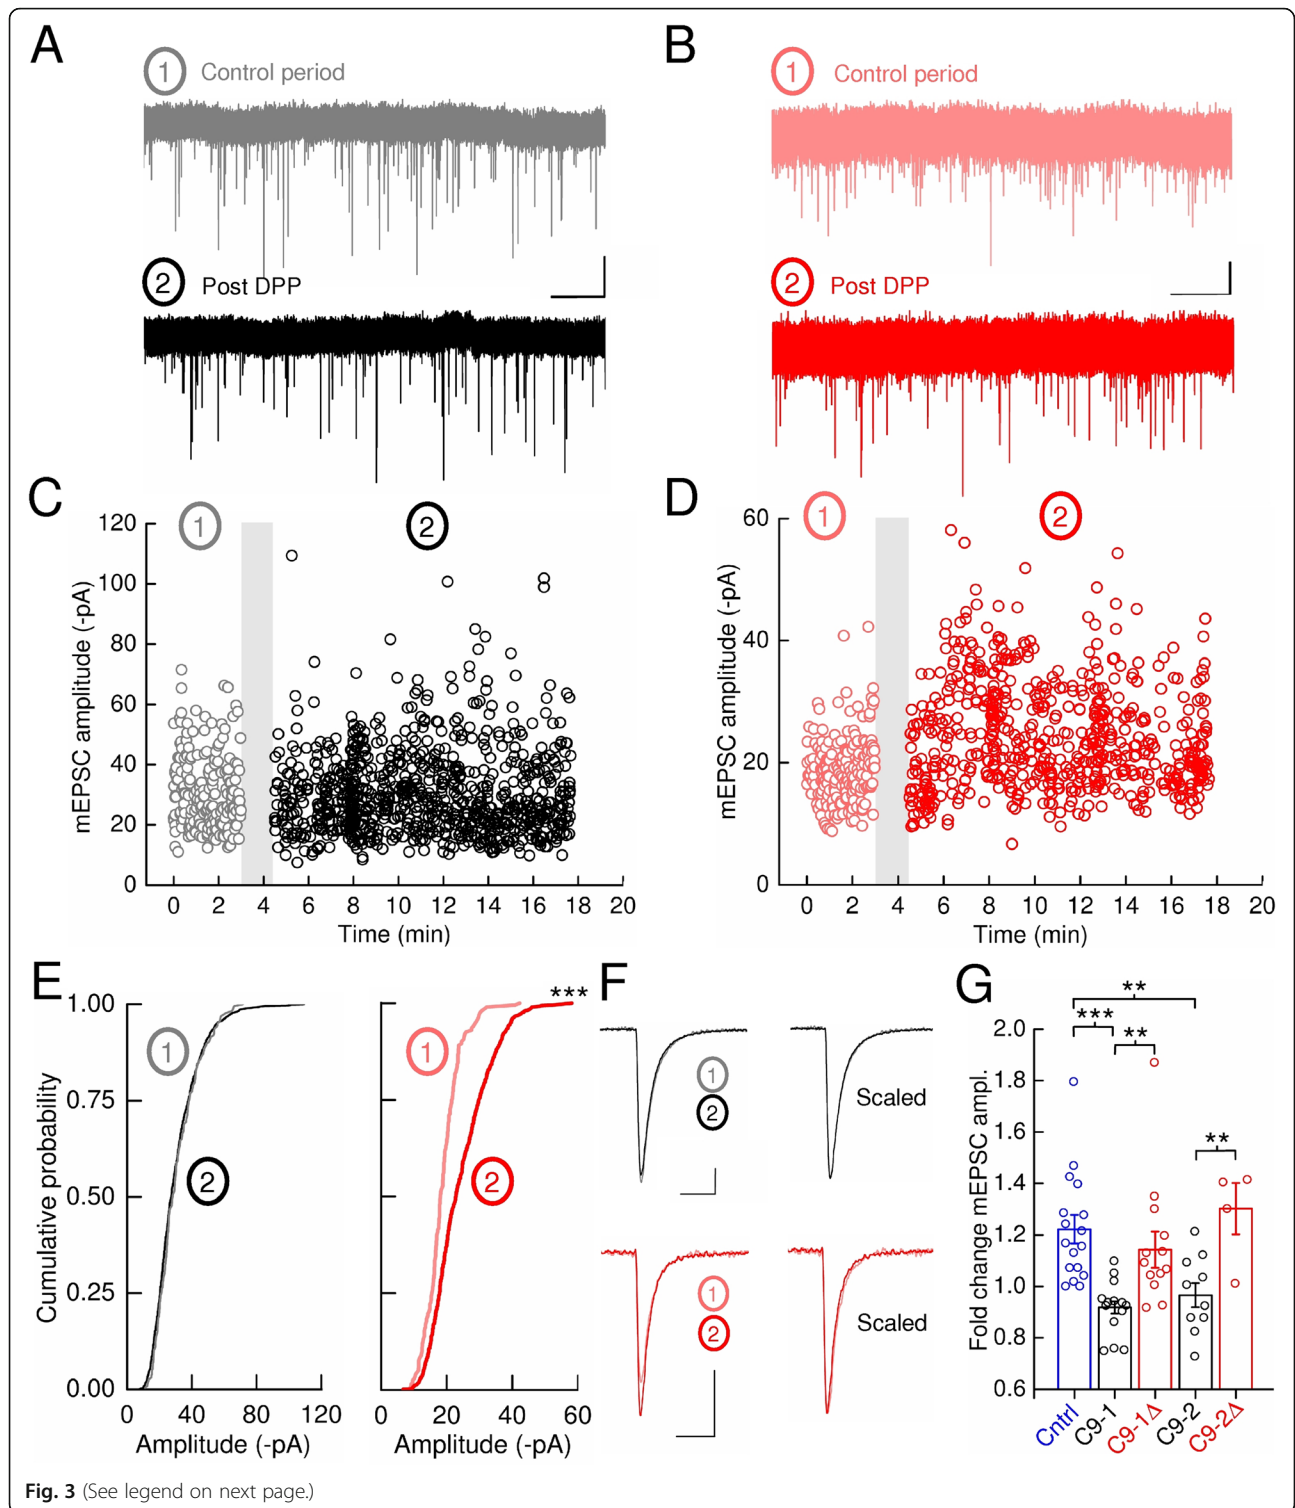 A
1 Control period
2 Post DPP
B
1 Control period
2 Post DPP
C
1
2
mEPSC amplitude (-pA)
120
100
80
60
40
20
0
0 2 4 6 8 10 12 14 16 18 20
Time (min)
D
1
2
mEPSC amplitude (-pA)
60
40
20
0
0 2 4 6 8 10 12 14 16 18 20
Time (min)
E
Cumulative probability
1.00
0.75
0.50
0.25
0.00
1
2
0 40 80 120
Amplitude (-pA)
***
1
2
0 20 40 60
Amplitude (-pA)
F
1
2
Scaled
1
2
Scaled
G
Fold change mEPSC ampl.
2.0
1.8
1.6
1.4
1.2
1.0
0.8
0.6
**
***
**
**
Cntrl
C9-1
C9-1Δ
C9-2
C9-2Δ
Fig. 3 (See legend on next page.)